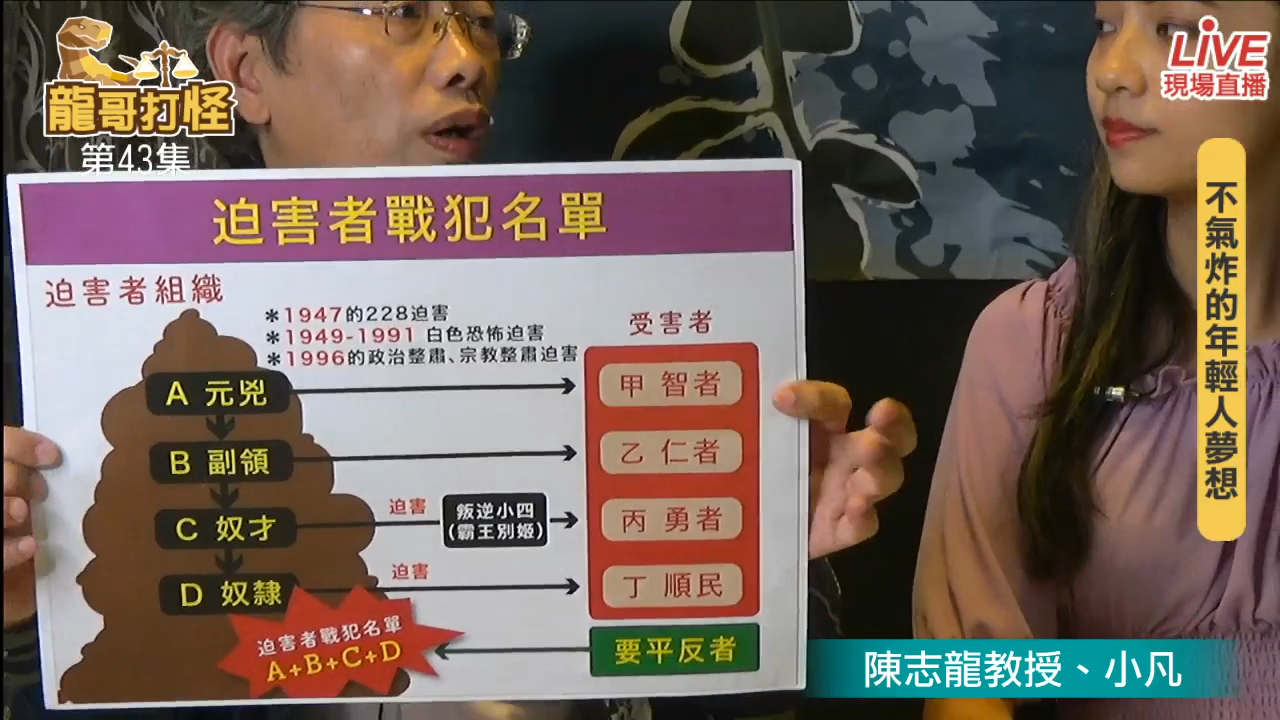 龍哥打怪
第43集
LiVE
現場直播
不氣炸的年輕人夢想
迫害者戰犯名單
迫害者組織
*1947的228迫害
*1949-1991 白色恐怖迫害
*1996的政治整肅、宗教整肅迫害
受害者
A 元兇
甲 智者
B 副領
乙 仁者
C 奴才
迫害
叛逆小四
(霸王別姬)
丙 勇者
D 奴隸
迫害
丁 順民
迫害者戰犯名單
A+B+C+D
要平反者
陳志龍教授、小凡